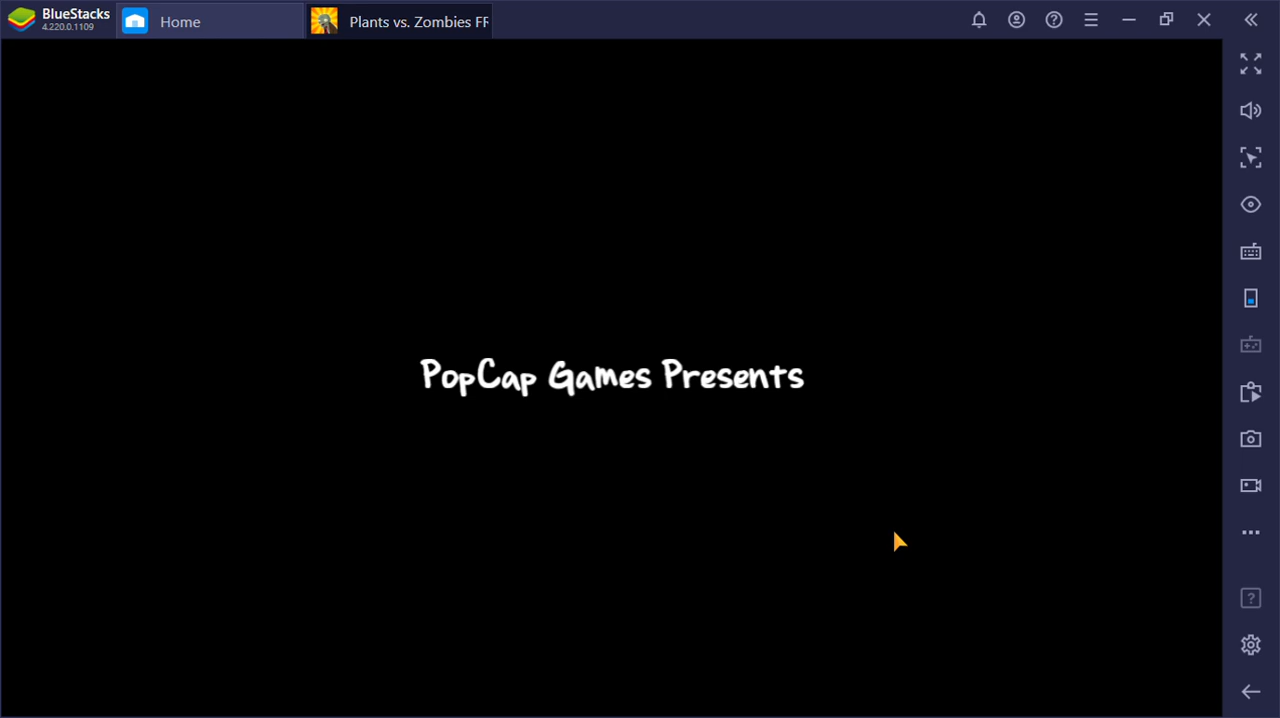 BlueStacks
4.220.0.1109
Home
Plants vs. Zombies FF
PopCap Games Presents